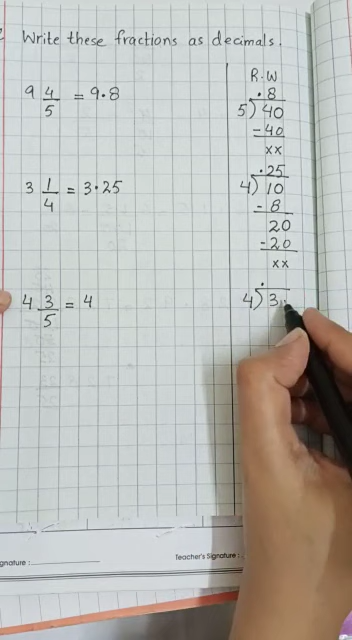 Write these fractions as decimals.
R.W
9 4/5 = 9.8
.8
5)40
-40
xx
3 1/4 = 3.25
.25
4)10
-8
20
-20
xx
4 3/5 = 4
.
4)3
gnature :
Teacher's Signature :